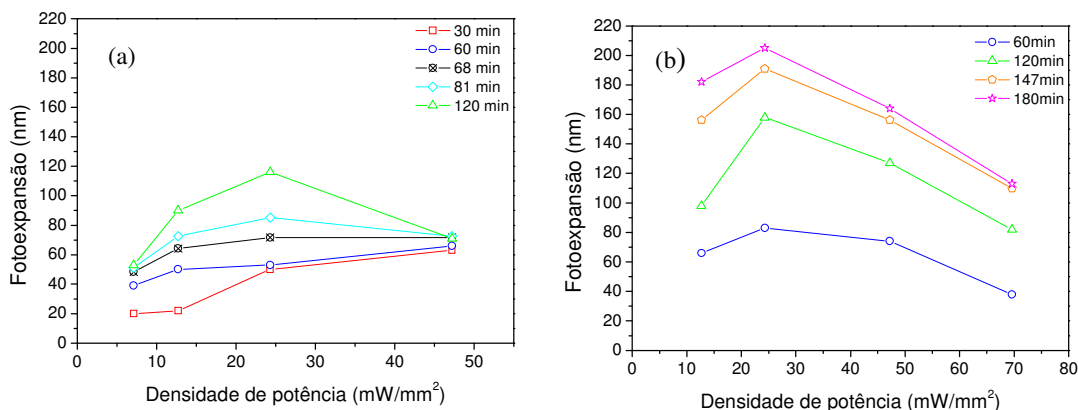 (a)
30 min
60 min
68 min
81 min
120 min
Fotoexpansão (nm)
220
200
180
160
140
120
100
80
60
40
20
0
0 10 20 30 40 50
Densidade de potência (mW/mm²)
(b)
60min
120min
147min
180min
Fotoexpansão (nm)
220
200
180
160
140
120
100
80
60
40
20
0
0 10 20 30 40 50 60 70 80
Densidade de potência (mW/mm²)